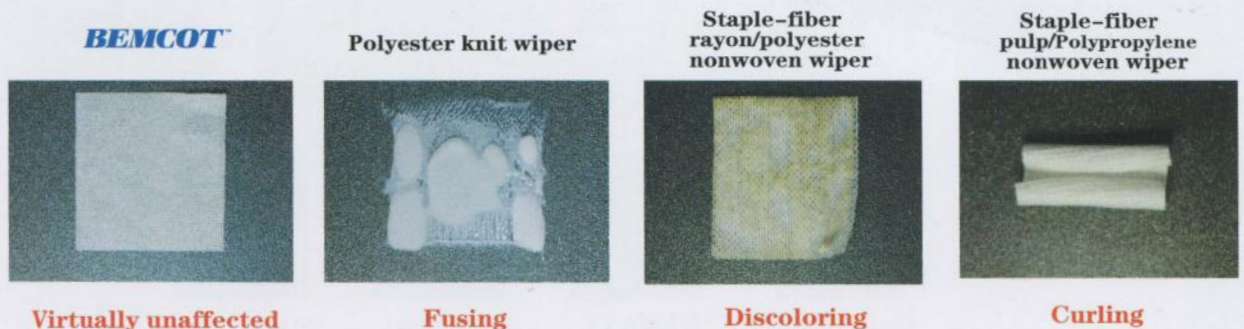 BEMCOT™
Polyester knit wiper
Staple-fiber
rayon/polyester
nonwoven wiper
Staple-fiber
pulp/Polypropylene
nonwoven wiper
Virtually unaffected
Fusing
Discoloring
Curling